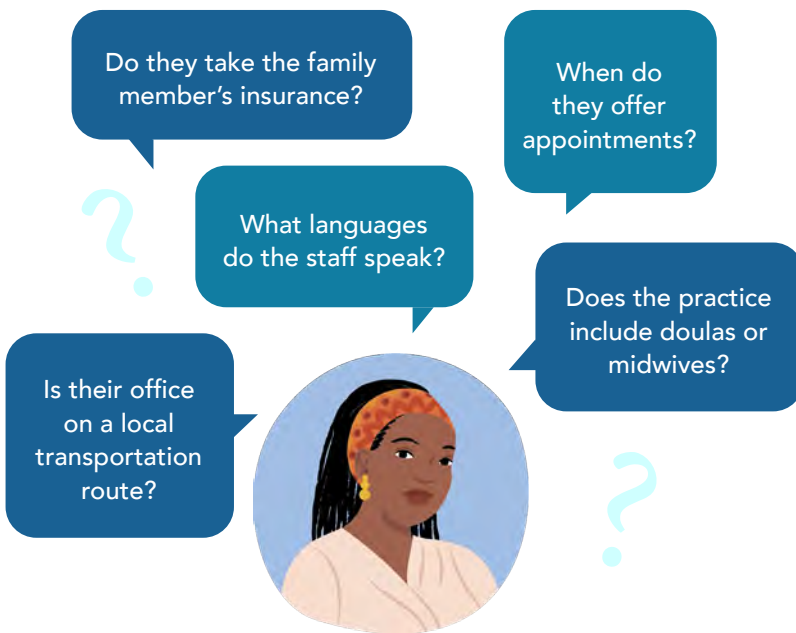 Do they take the family
member's insurance?
When do
they offer
appointments?
What languages
do the staff speak?
Does the practice
include doulas or
midwives?
Is their office
on a local
transportation
route?
?
?